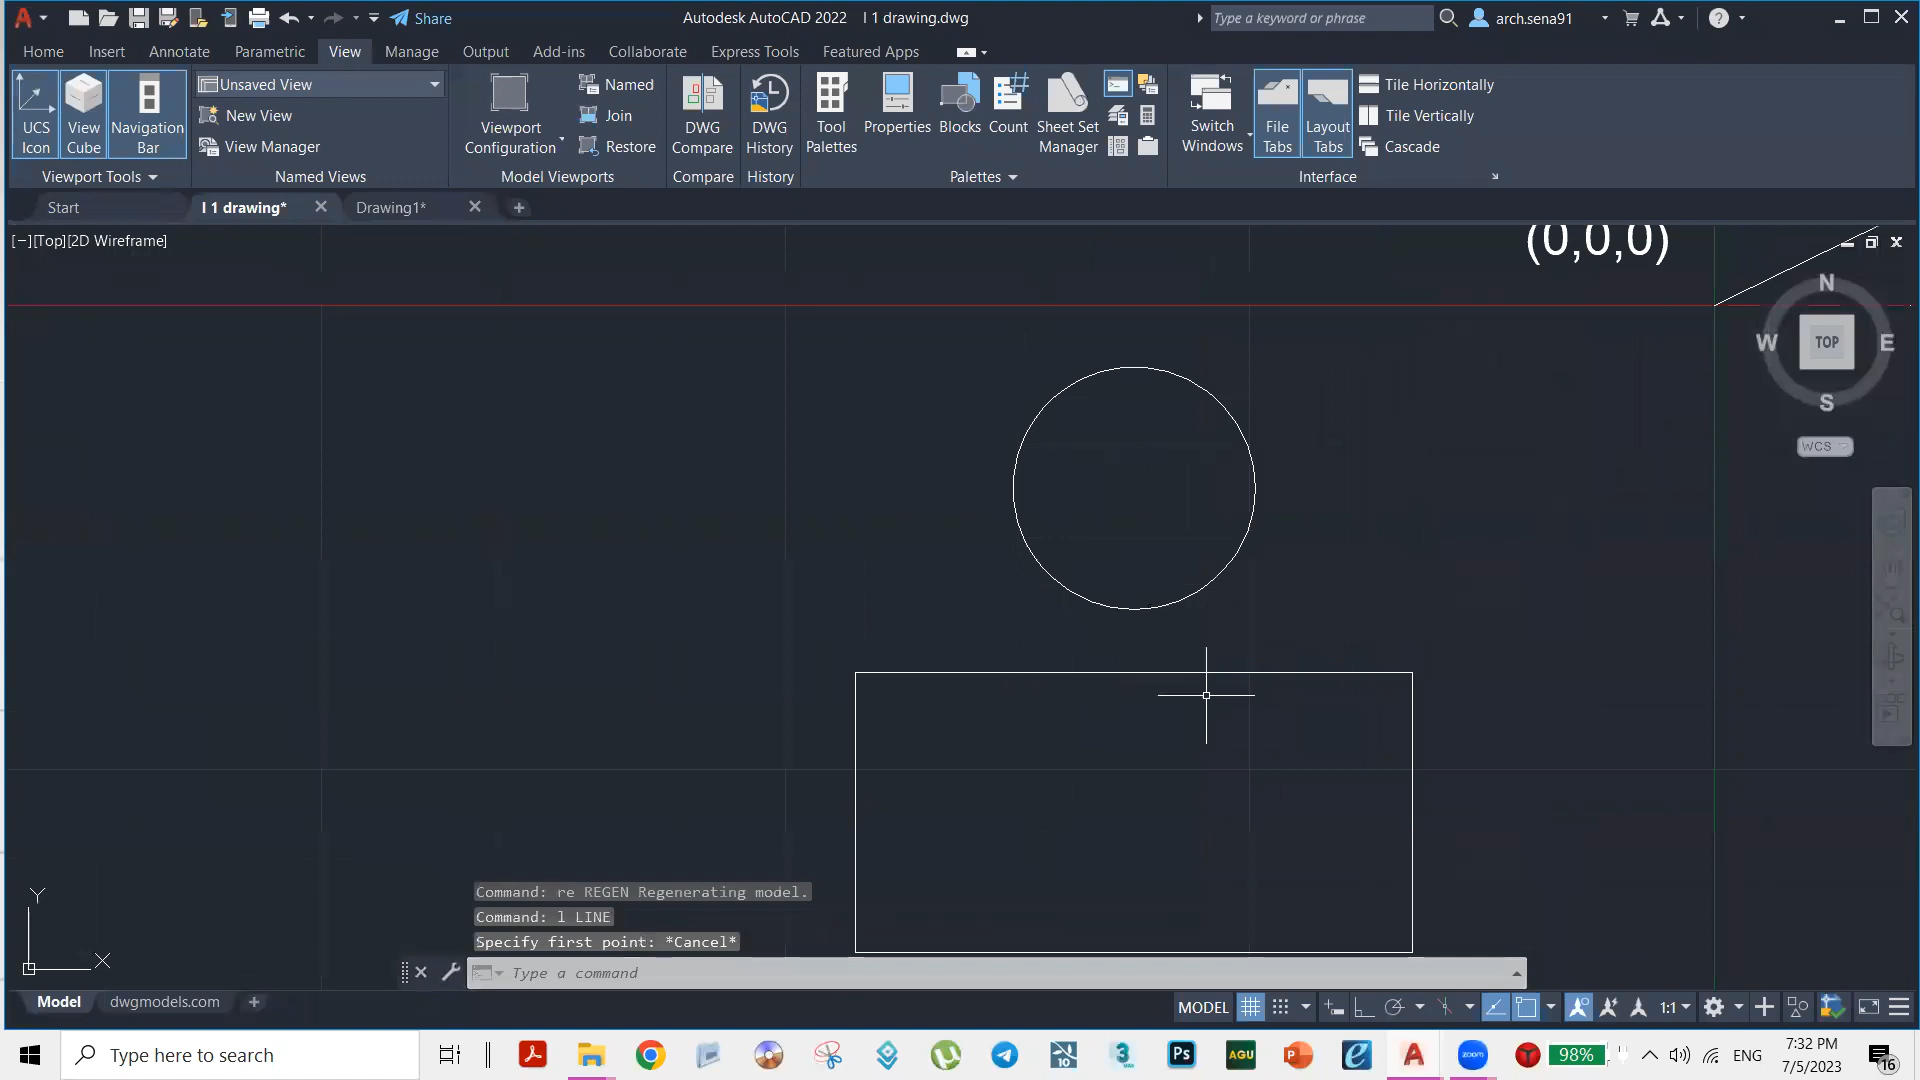 Share
Autodesk AutoCAD 2022 l 1 drawing.dwg
Type a keyword or phrase
arch.sena91
Home Insert Annotate Parametric View Manage Output Add-ins Collaborate Express Tools Featured Apps
UCS Icon
View Cube
Navigation Bar
Unsaved View
New View
View Manager
Viewport Configuration
Named
Join
Restore
DWG Compare
DWG History
Tool Palettes
Properties
Blocks
Count
Sheet Set Manager
Switch Windows
File Tabs
Layout Tabs
Tile Horizontally
Tile Vertically
Cascade
Viewport Tools Named Views Model Viewports Compare History Palettes Interface
Start l 1 drawing* Drawing1*
[−][Top][2D Wireframe]
(0,0,0)
N
W TOP E
S
WCS
Y
X
Command: re REGEN Regenerating model.
Command: l LINE
Specify first point: *Cancel*
Type a command
Model dwgmodels.com
MODEL 1:1
Type here to search
10
3
Ps
AGU
zoom
98%
ENG
7:32 PM
7/5/2023
16